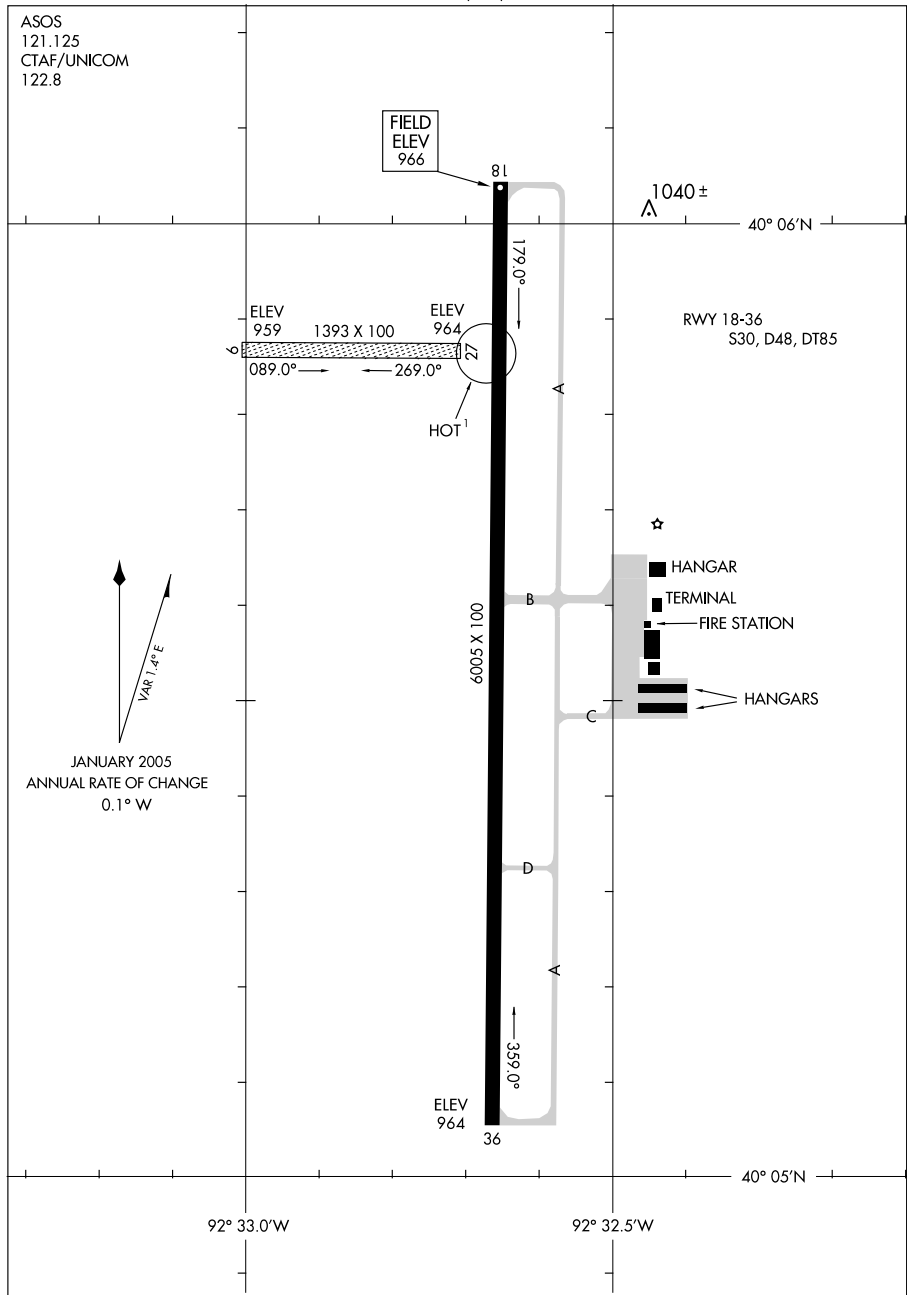 ASOS
121.125
CTAF/UNICOM
122.8
FIELD
ELEV
966
18
1040 ±
40° 06'N
179.0°
ELEV
959
1393 X 100
ELEV
964
RWY 18-36
S30, D48, DT85
9
27
089.0°
269.0°
A
HOT 1
HANGAR
B
TERMINAL
FIRE STATION
6005 X 100
VAR 1.4° E
HANGARS
C
JANUARY 2005
ANNUAL RATE OF CHANGE
0.1° W
D
A
359.0°
ELEV
964
36
40° 05'N
92° 33.0'W
92° 32.5'W